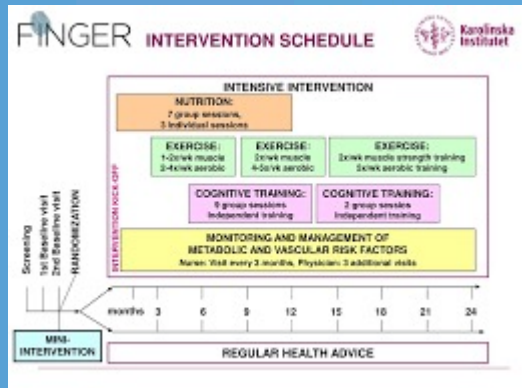 FINGER INTERVENTION SCHEDULE
Karolinska
Institutet
INTENSIVE INTERVENTION
NUTRITION:
7 group sessions,
3 individual sessions
EXERCISE:
1-2x/wk muscle
2-4x/wk aerobic
EXERCISE:
2x/wk muscle
4-5x/wk aerobic
EXERCISE:
2x/wk muscle strength training
5x/wk aerobic training
COGNITIVE TRAINING:
9 group sessions
Independent training
COGNITIVE TRAINING:
2 group session
Independent training
MONITORING AND MANAGEMENT OF
METABOLIC AND VASCULAR RISK FACTORS
Nurse: Visit every 3 months, Physician: 3 additional visits
INTERVENTION KICK-OFF
Screening
1st Baseline visit
2nd Baseline visit
RANDOMIZATION
months 3 6 9 12 15 18 21 24
MINI-
INTERVENTION
REGULAR HEALTH ADVICE